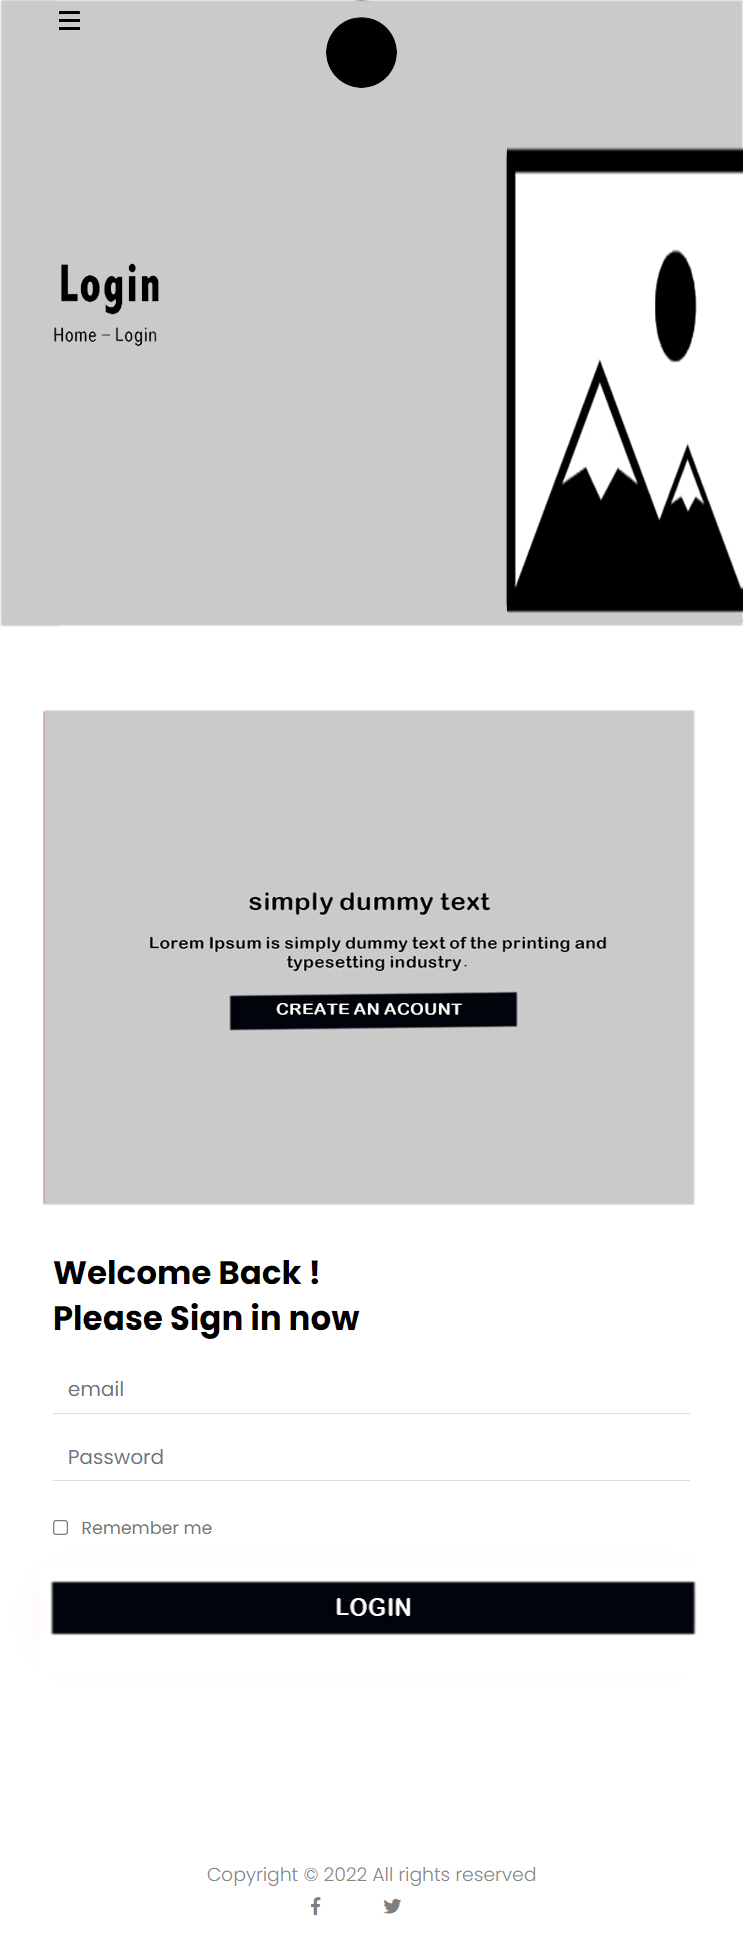 Login
Home – Login
simply dummy text
Lorem Ipsum is simply dummy text of the printing and
typesetting industry.
CREATE AN ACOUNT
Welcome Back !
Please Sign in now
email
Password
Remember me
LOGIN
Copyright © 2022 All rights reserved